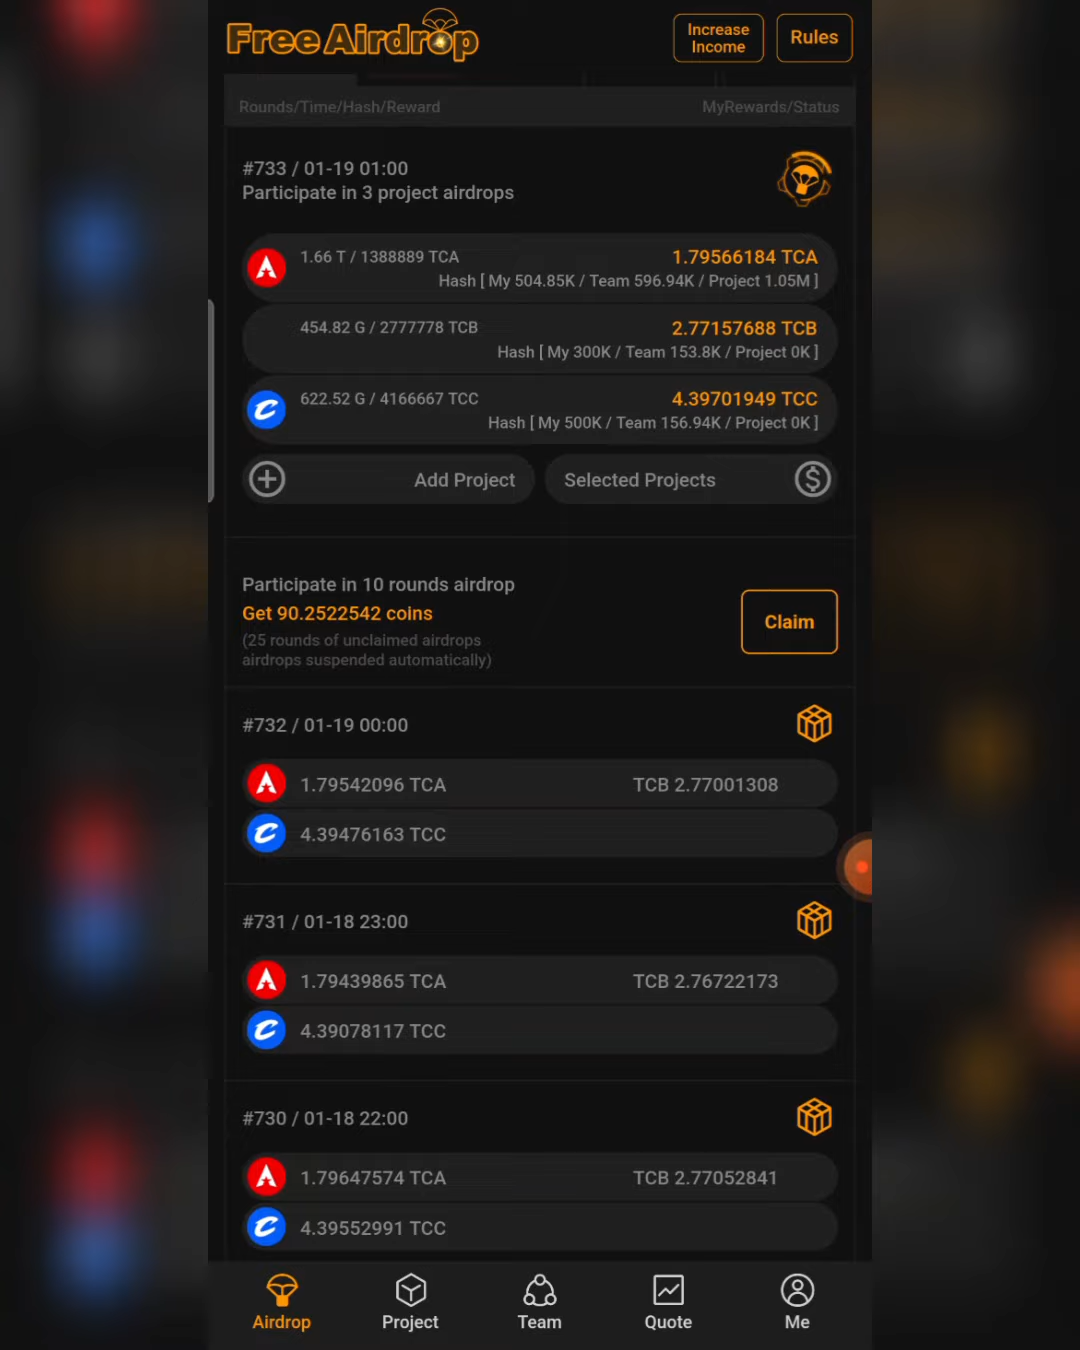 Free Airdrop
Increase
Income
Rules
Rounds/Time/Hash/Reward
MyRewards/Status
#733 / 01-19 01:00
Participate in 3 project airdrops
1.66 T / 1388889 TCA
1.79566184 TCA
Hash [ My 504.85K / Team 596.94K / Project 1.05M ]
454.82 G / 2777778 TCB
2.77157688 TCB
Hash [ My 300K / Team 153.8K / Project 0K ]
622.52 G / 4166667 TCC
4.39701949 TCC
Hash [ My 500K / Team 156.94K / Project 0K ]
Add Project
Selected Projects
Participate in 10 rounds airdrop
Get 90.2522542 coins
(25 rounds of unclaimed airdrops
airdrops suspended automatically)
Claim
#732 / 01-19 00:00
1.79542096 TCA
TCB 2.77001308
4.39476163 TCC
#731 / 01-18 23:00
1.79439865 TCA
TCB 2.76722173
4.39078117 TCC
#730 / 01-18 22:00
1.79647574 TCA
TCB 2.77052841
4.39552991 TCC
Airdrop
Project
Team
Quote
Me